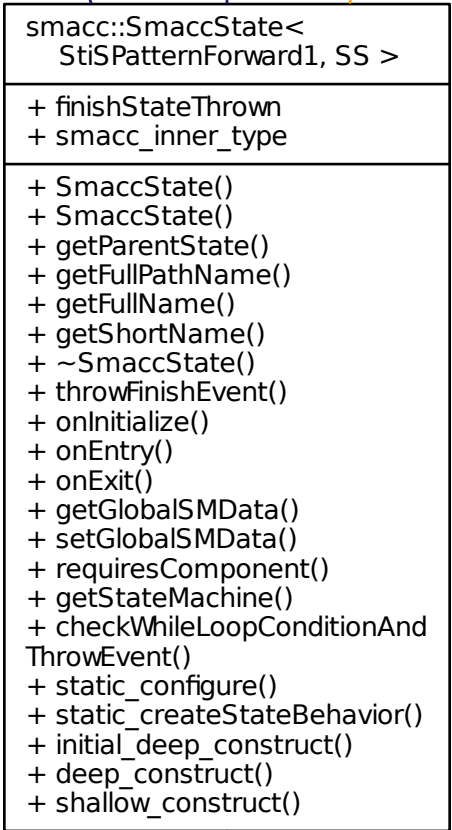 smacc::SmaccState<
StiSPatternForward1, SS >
+ finishStateThrown
+ smacc_inner_type
+ SmaccState()
+ SmaccState()
+ getParentState()
+ getFullPathName()
+ getFullName()
+ getShortName()
+ ~SmaccState()
+ throwFinishEvent()
+ onInitialize()
+ onEntry()
+ onExit()
+ getGlobalSMData()
+ setGlobalSMData()
+ requiresComponent()
+ getStateMachine()
+ checkWhileLoopConditionAnd
ThrowEvent()
+ static_configure()
+ static_createStateBehavior()
+ initial_deep_construct()
+ deep_construct()
+ shallow_construct()